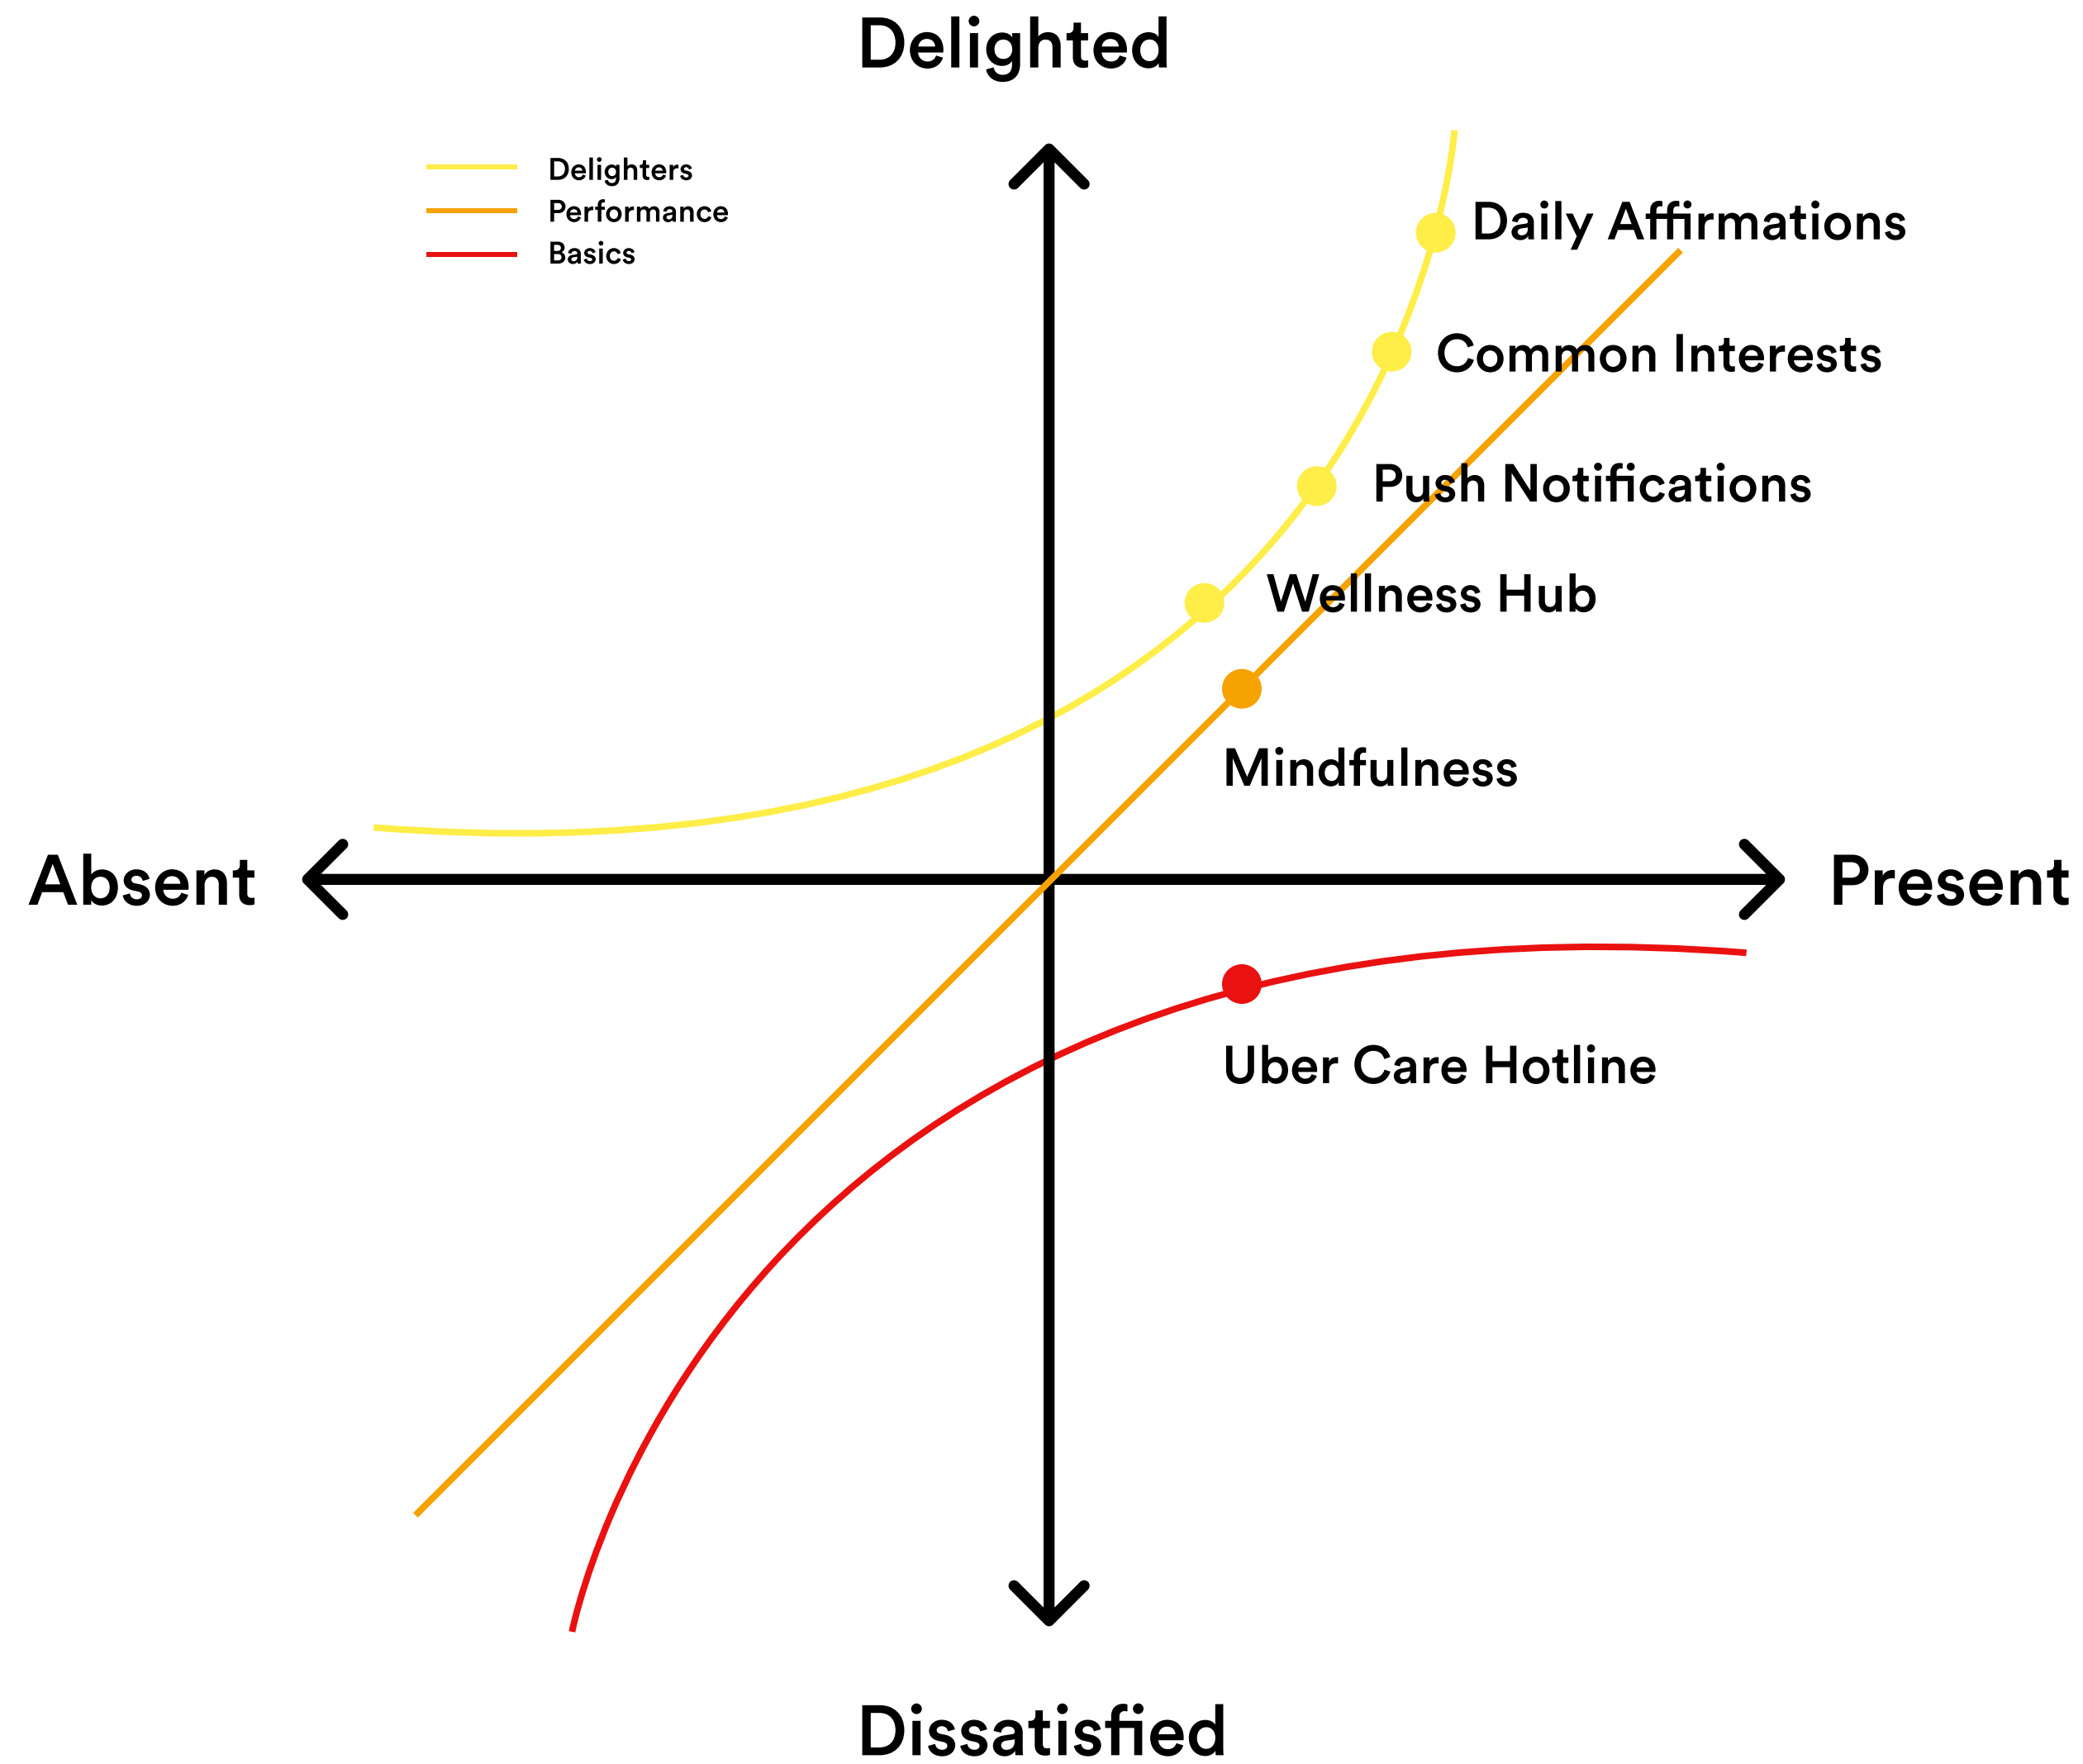 Delighted
Delighters
Performance
Basics
Daily Affirmations
Common Interests
Push Notifications
Wellness Hub
Mindfulness
Absent
Present
Uber Care Hotline
Dissatisfied